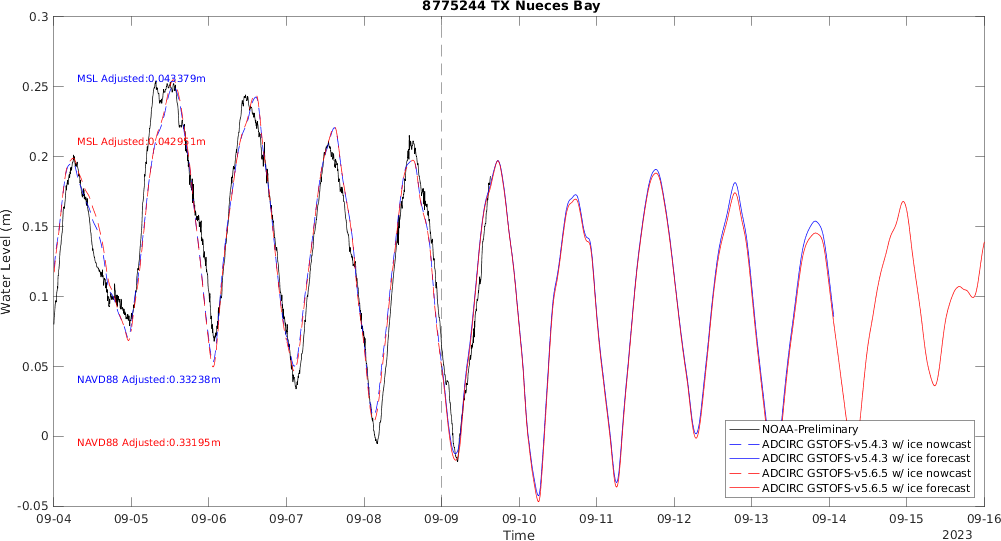 8775244 TX Nueces Bay
0.3
0.25
0.2
0.15
0.1
0.05
0
-0.05
Water Level (m)
MSL Adjusted:0.043379m
MSL Adjusted:0.042951m
NAVD88 Adjusted:0.33238m
NAVD88 Adjusted:0.33195m
NOAA-Preliminary
ADCIRC GSTOFS-v5.4.3 w/ ice nowcast
ADCIRC GSTOFS-v5.4.3 w/ ice forecast
ADCIRC GSTOFS-v5.6.5 w/ ice nowcast
ADCIRC GSTOFS-v5.6.5 w/ ice forecast
09-04 09-05 09-06 09-07 09-08 09-09 09-10 09-11 09-12 09-13 09-14 09-15 09-16
Time
2023